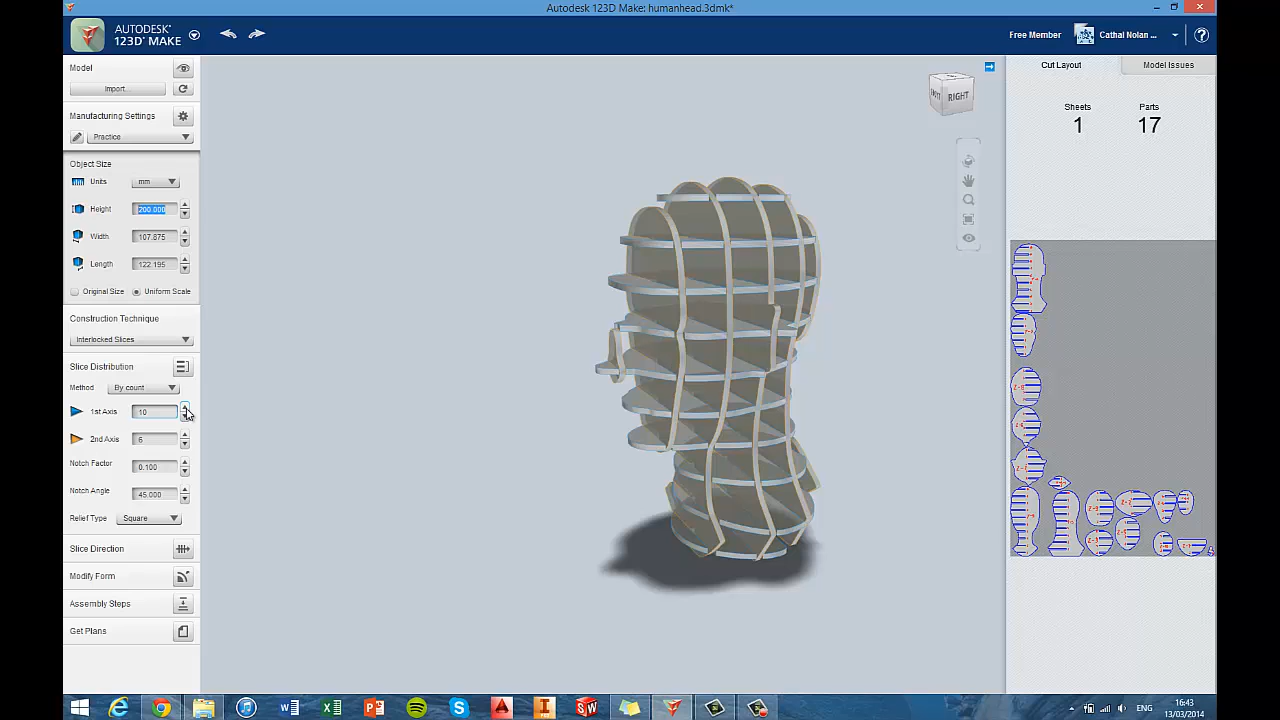 Autodesk 123D Make: humanhead.3dmk*
AUTODESK®
123D® MAKE
Free Member
Cathal Nolan ...
Model
Import...
Manufacturing Settings
Practice
Object Size
Units
mm
Height
200.000
Width
107.875
Length
122.195
Original Size
Uniform Scale
Construction Technique
Interlocked Slices
Slice Distribution
Method
By count
1st Axis
10
2nd Axis
6
Notch Factor
0.100
Notch Angle
45.000
Relief Type
Square
Slice Direction
Modify Form
Assembly Steps
Get Plans
RIGHT
Cut Layout
Model Issues
Sheets
Parts
1
17
ENG
16:43
13/03/2014